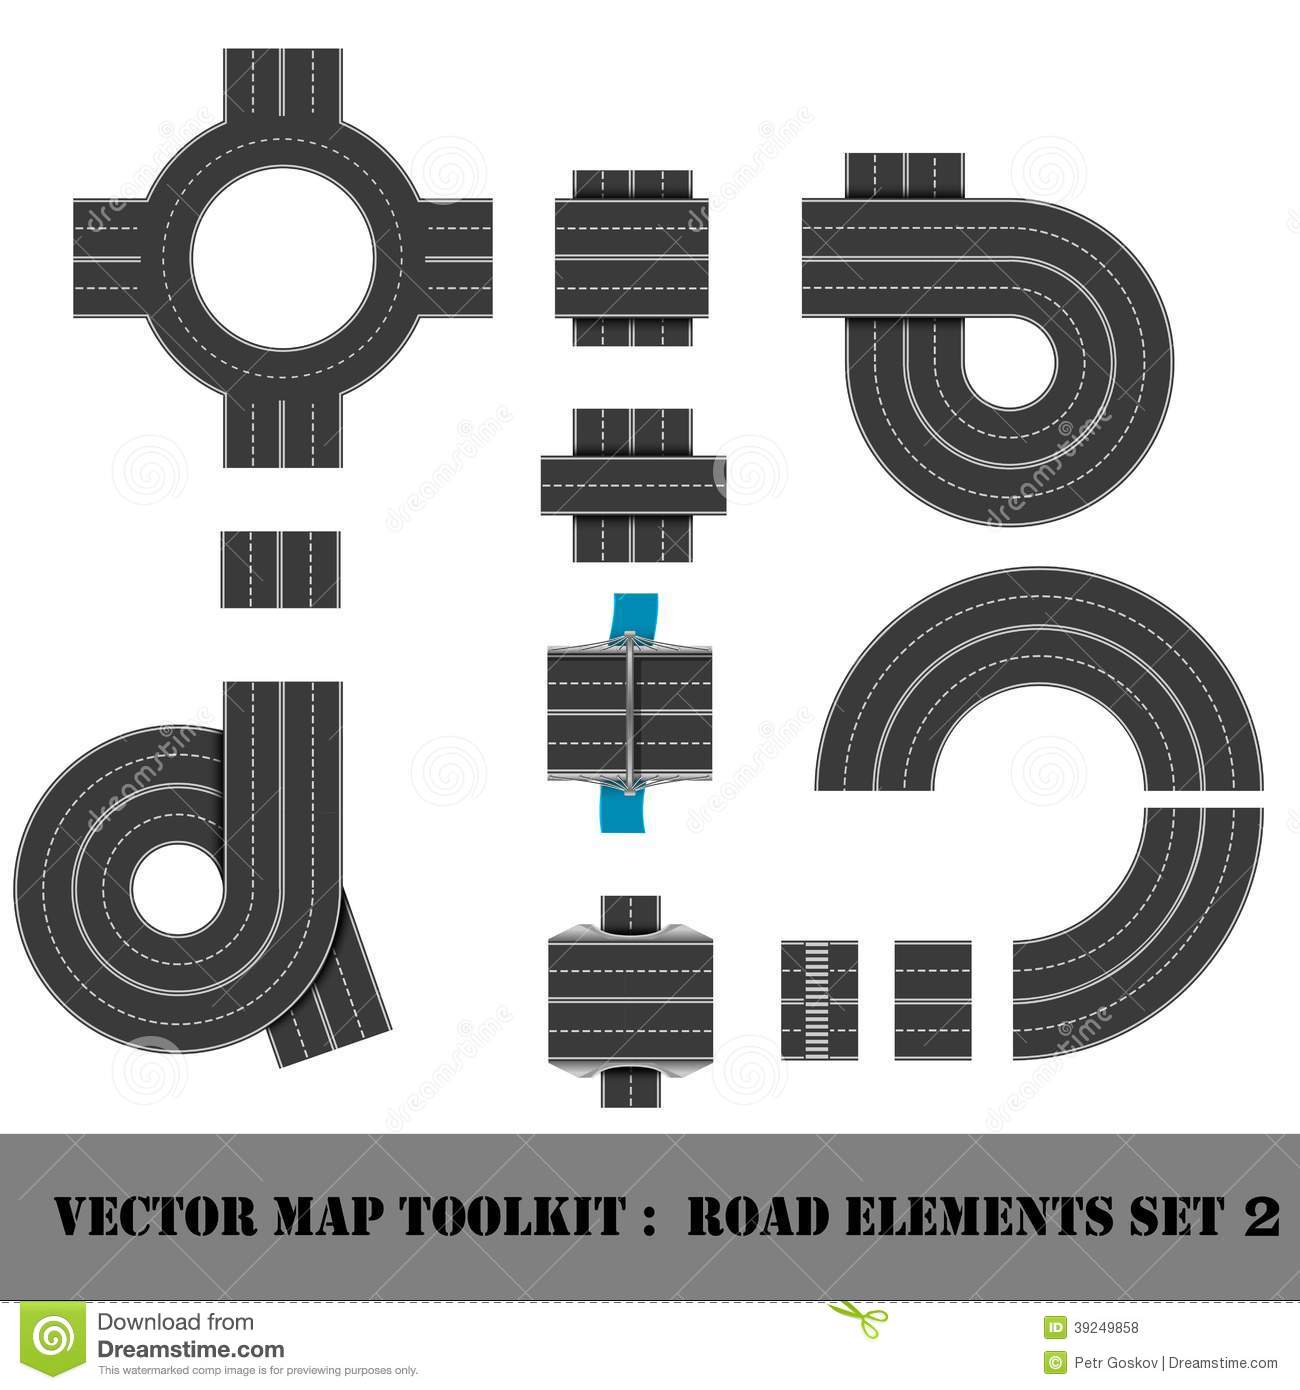 VECTOR MAP TOOLKIT : ROAD ELEMENTS SET 2
Download from
Dreamstime.com
This watermarked comp image is for previewing purposes only.
ID 39249858
© Petr Goskov | Dreamstime.com